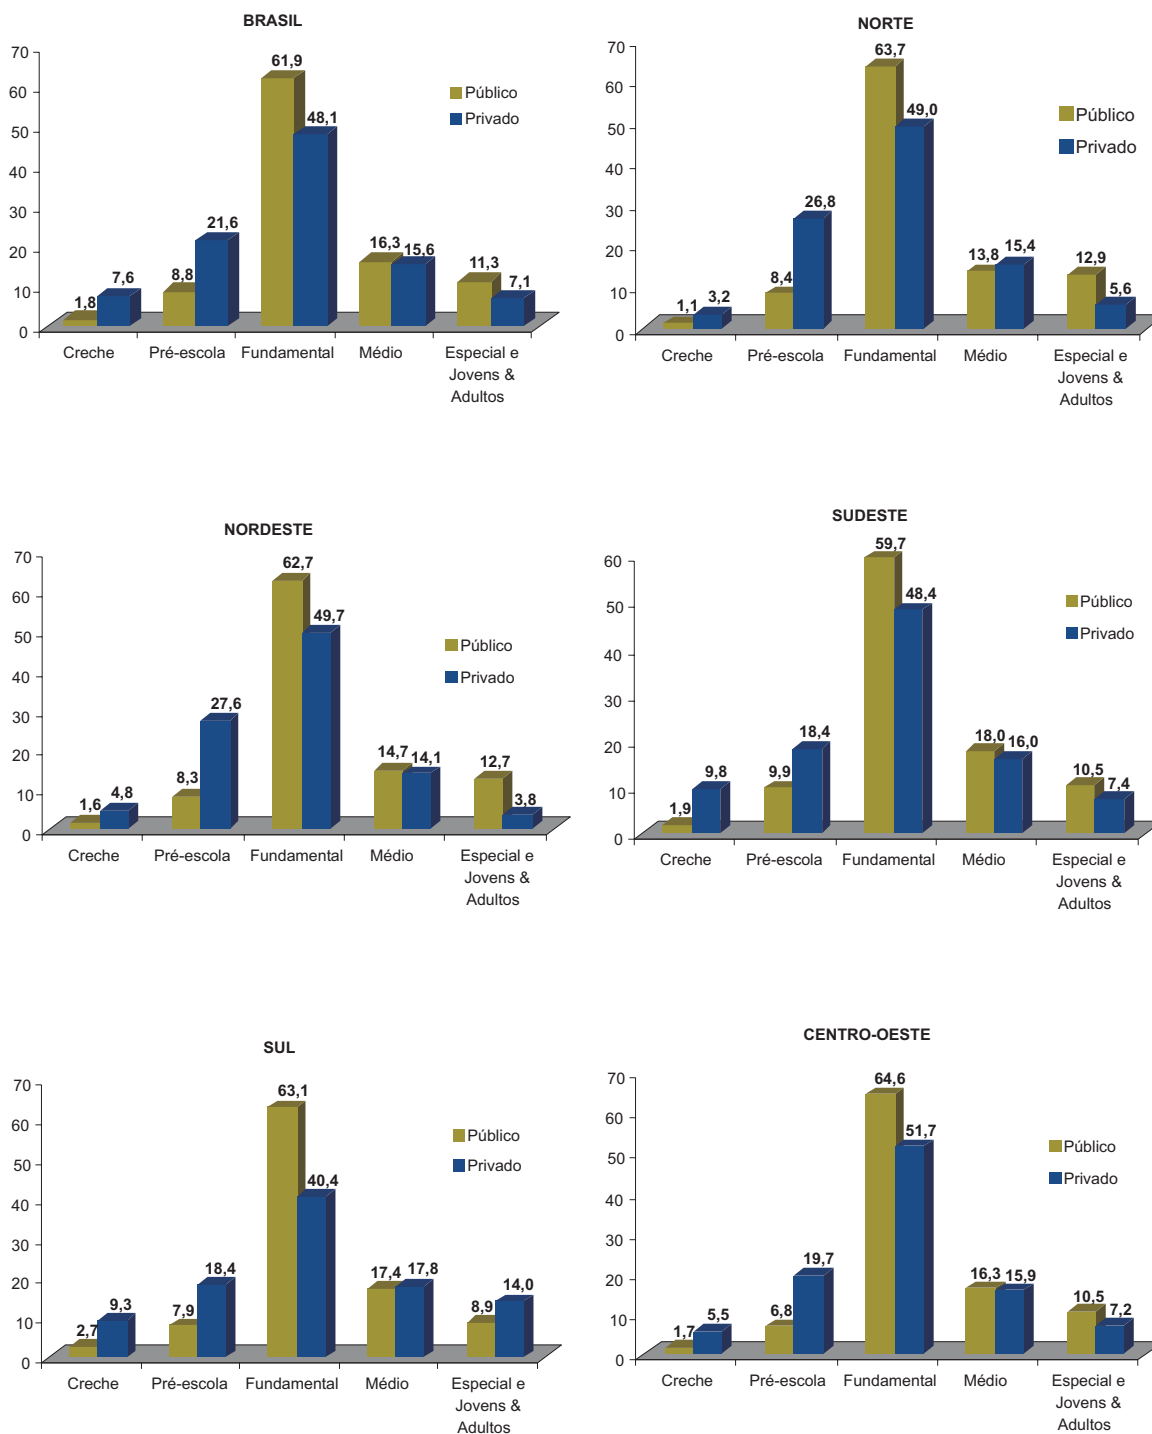 BRASIL
70
60
50
40
30
20
10
0
1,8
7,6
8,8
21,6
61,9
48,1
16,3
15,6
11,3
7,1
Público
Privado
Creche
Pré-escola
Fundamental
Médio
Especial e
Jovens &
Adultos
NORTE
70
60
50
40
30
20
10
0
1,1
3,2
8,4
26,8
63,7
49,0
13,8
15,4
12,9
5,6
Público
Privado
Creche
Pré-escola
Fundamental
Médio
Especial e
Jovens &
Adultos
NORDESTE
70
60
50
40
30
20
10
0
1,6
4,8
8,3
27,6
62,7
49,7
14,7
14,1
12,7
3,8
Público
Privado
Creche
Pré-escola
Fundamental
Médio
Especial e
Jovens &
Adultos
SUDESTE
60
50
40
30
20
10
0
1,9
9,8
9,9
18,4
59,7
48,4
18,0
16,0
10,5
7,4
Público
Privado
Creche
Pré-escola
Fundamental
Médio
Especial e
Jovens &
Adultos
SUL
70
60
50
40
30
20
10
0
2,7
9,3
7,9
18,4
63,1
40,4
17,4
17,8
8,9
14,0
Público
Privado
Creche
Pré-escola
Fundamental
Médio
Especial e
Jovens &
Adultos
CENTRO-OESTE
70
60
50
40
30
20
10
0
1,7
5,5
6,8
19,7
64,6
51,7
16,3
15,9
10,5
7,2
Público
Privado
Creche
Pré-escola
Fundamental
Médio
Especial e
Jovens &
Adultos